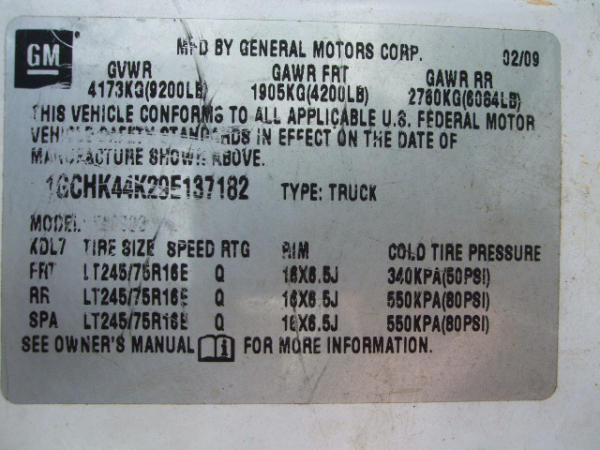 GM
MFD BY GENERAL MOTORS CORP. 02/09
GVWR GAWR FRT GAWR RR
4173KG(9200LB) 1905KG(4200LB) 2760KG(6084LB)
THIS VEHICLE CONFORMS TO ALL APPLICABLE U.S. FEDERAL MOTOR
VEHICLE SAFETY STANDARDS IN EFFECT ON THE DATE OF
MANUFACTURE SHOWN ABOVE.
1GCHK44K29E137182 TYPE: TRUCK
MODEL:
XDL7 TIRE SIZE SPEED RTG RIM COLD TIRE PRESSURE
FRT LT245/75R16E Q 16X6.5J 340KPA(50PSI)
RR LT245/75R16E Q 16X6.5J 550KPA(80PSI)
SPA LT245/75R16E Q 16X6.5J 550KPA(80PSI)
SEE OWNER'S MANUAL FOR MORE INFORMATION.